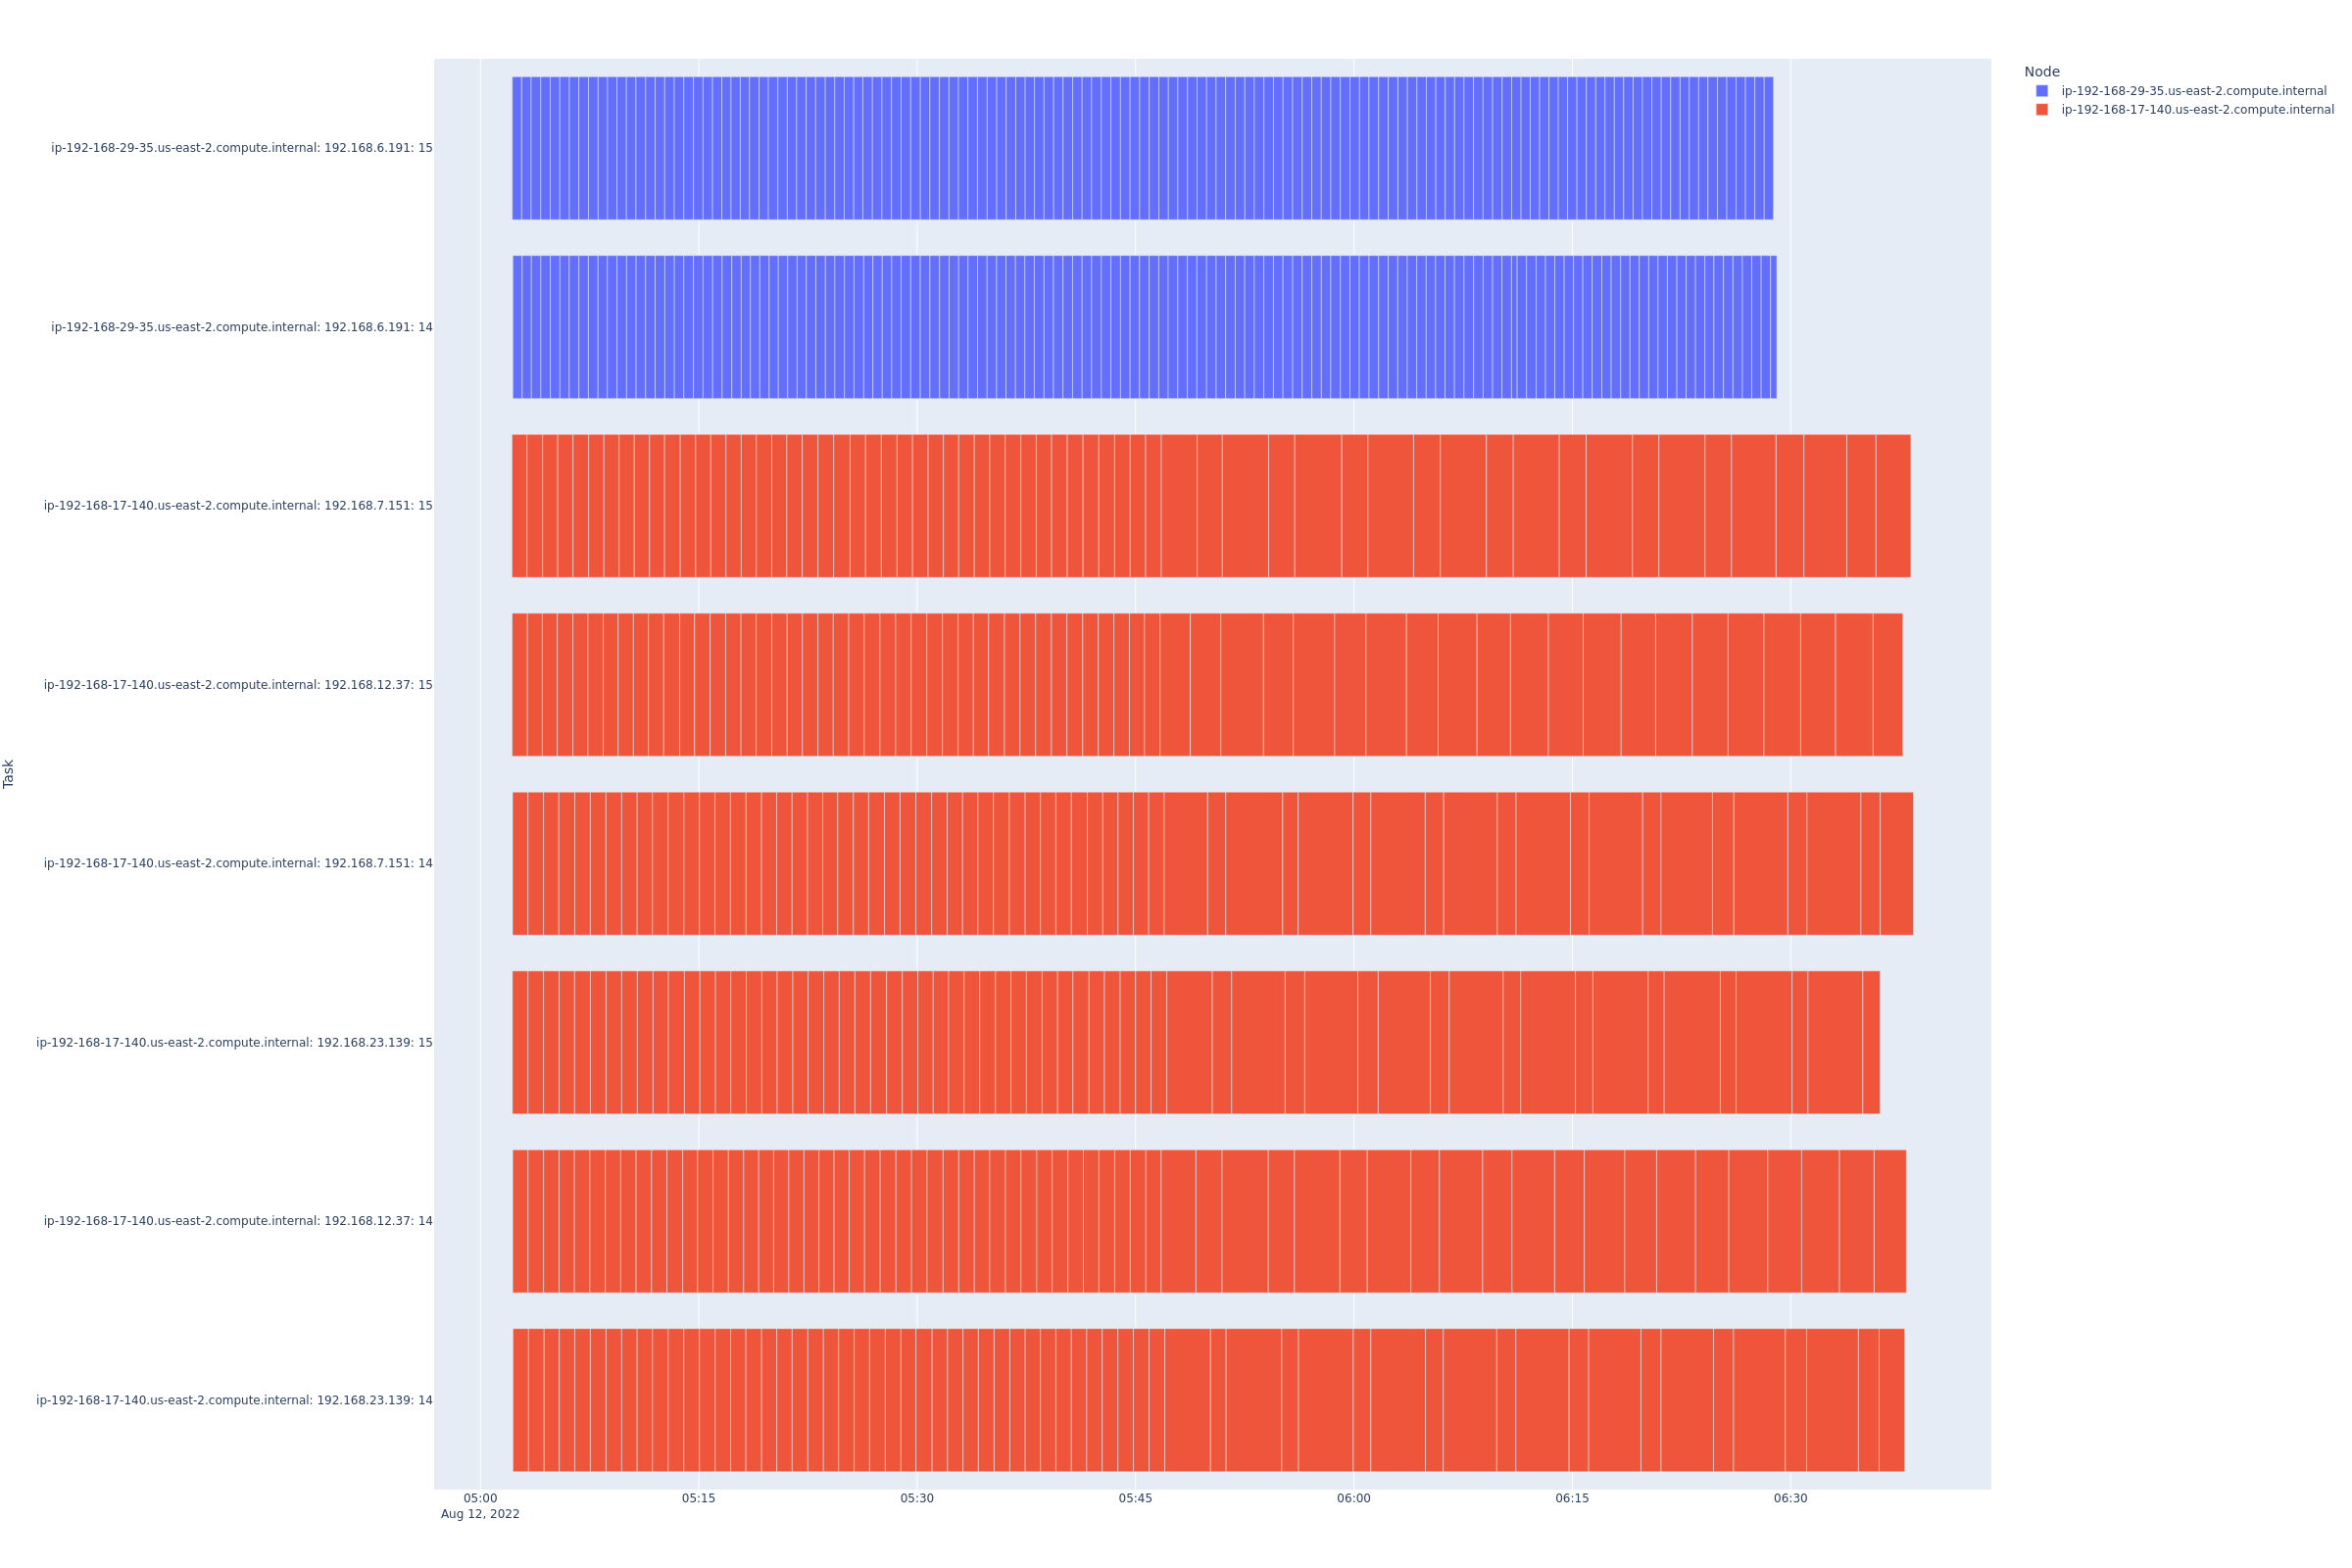 Node
ip-192-168-29-35.us-east-2.compute.internal
ip-192-168-17-140.us-east-2.compute.internal
ip-192-168-29-35.us-east-2.compute.internal: 192.168.6.191: 15
ip-192-168-29-35.us-east-2.compute.internal: 192.168.6.191: 14
ip-192-168-17-140.us-east-2.compute.internal: 192.168.7.151: 15
ip-192-168-17-140.us-east-2.compute.internal: 192.168.12.37: 15
Task
ip-192-168-17-140.us-east-2.compute.internal: 192.168.7.151: 14
ip-192-168-17-140.us-east-2.compute.internal: 192.168.23.139: 15
ip-192-168-17-140.us-east-2.compute.internal: 192.168.12.37: 14
ip-192-168-17-140.us-east-2.compute.internal: 192.168.23.139: 14
05:00 05:15 05:30 05:45 06:00 06:15 06:30
Aug 12, 2022